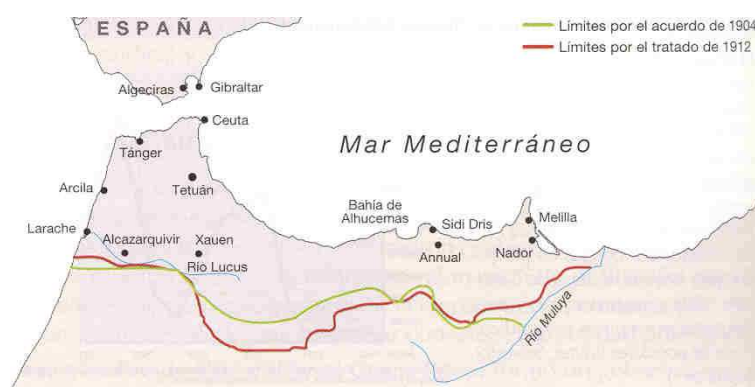 ESPAÑA
Límites por el acuerdo de 1904
Límites por el tratado de 1912
Algeciras
Gibraltar
Ceuta
Tánger
Mar Mediterráneo
Tetuán
Arcila
Larache
Alcazarquivir
Xauen
Río Lucus
Bahía de
Alhucemas
Sidi Dris
Annual
Melilla
Nador
Río Muluya